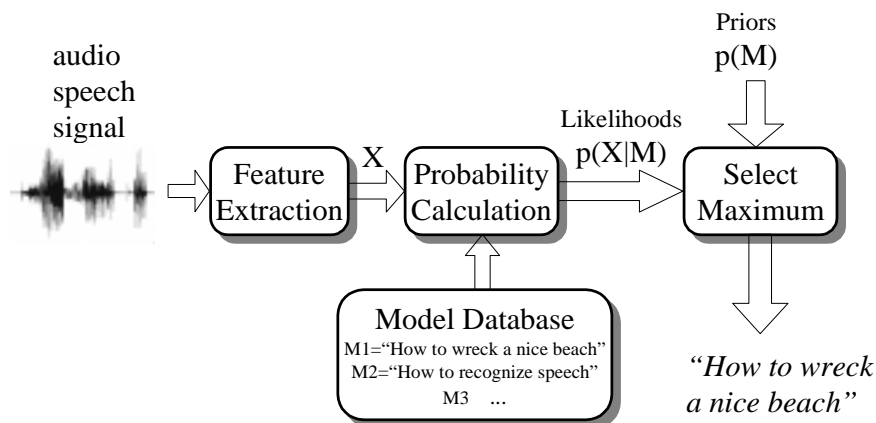 audio
speech
signal
Feature
Extraction
X
Probability
Calculation
Likelihoods
p(X|M)
Priors
p(M)
Select
Maximum
Model Database
M1=“How to wreck a nice beach”
M2=“How to recognize speech”
M3 ...
“How to wreck
a nice beach”